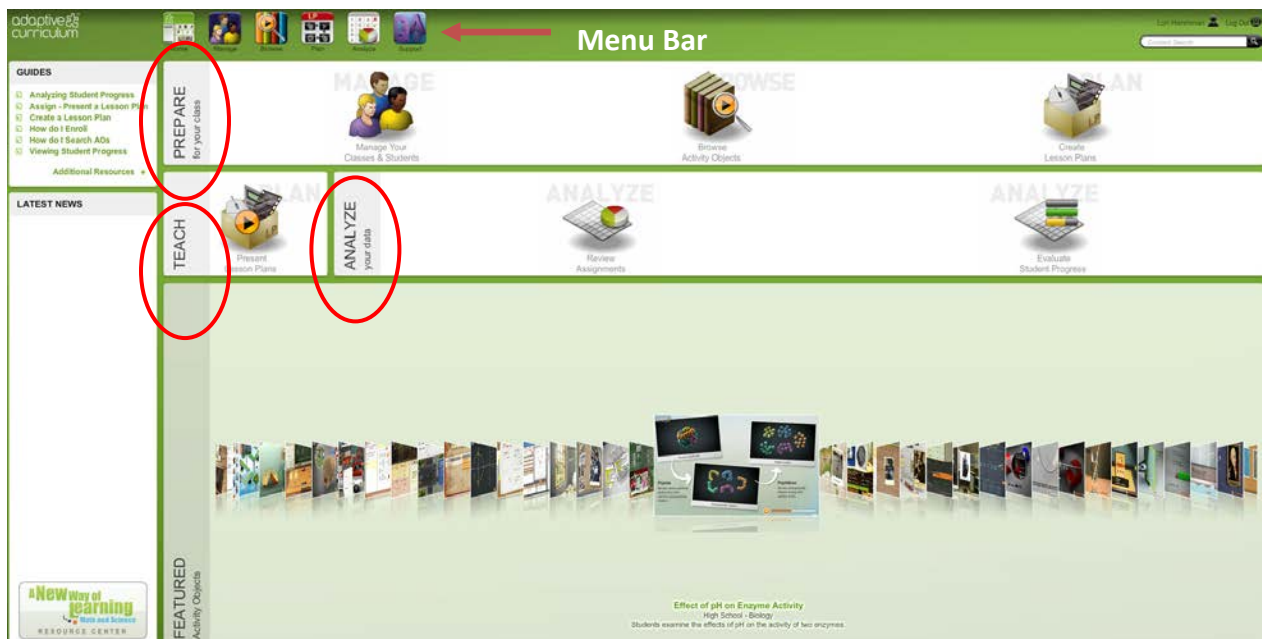 adaptive
curriculum
Home
Manage
Browse
Plan
Analyze
Support
Menu Bar
Log Out
Content Search
GUIDES
Analyzing Student Progress
Assign - Present a Lesson Plan
Create a Lesson Plan
How do I Enroll
How do I Search AOs
Viewing Student Progress
Additional Resources
LATEST NEWS
PREPARE
for your class
MANAGE
Manage Your
Classes & Students
BROWSE
Browse
Activity Objects
PLAN
Create
Lesson Plans
TEACH
PLAN
LP
Present
Lesson Plans
ANALYZE
your data
ANALYZE
Review
Assignments
ANALYZE
Evaluate
Student Progress
FEATURED
Activity Objects
Effect of pH on Enzyme Activity
High School - Biology
Students examine the effects of pH on the activity of two enzymes.
A New Way of
Learning
Math and Science
RESOURCE CENTER